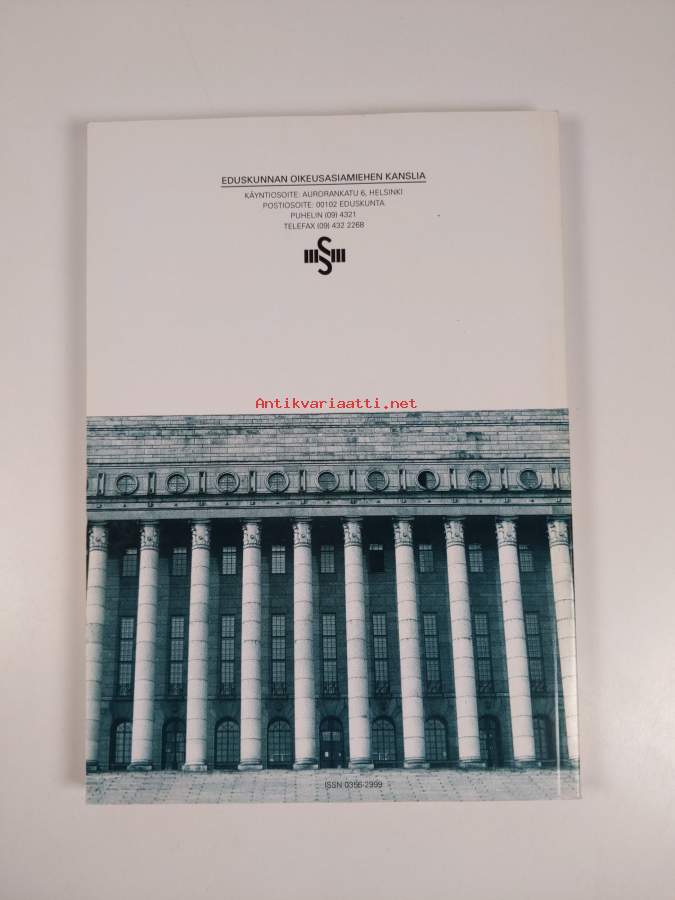 EDUSKUNNAN OIKEUSASIAMIEHEN KANSLIA
KÄYNTIOSOITE: AURORANKATU 6, HELSINKI
POSTIOSOITE: 00102 EDUSKUNTA
PUHELIN (09) 4321
TELEFAX (09) 432 2268
Antikvariaatti.net
ISSN 0356-2999